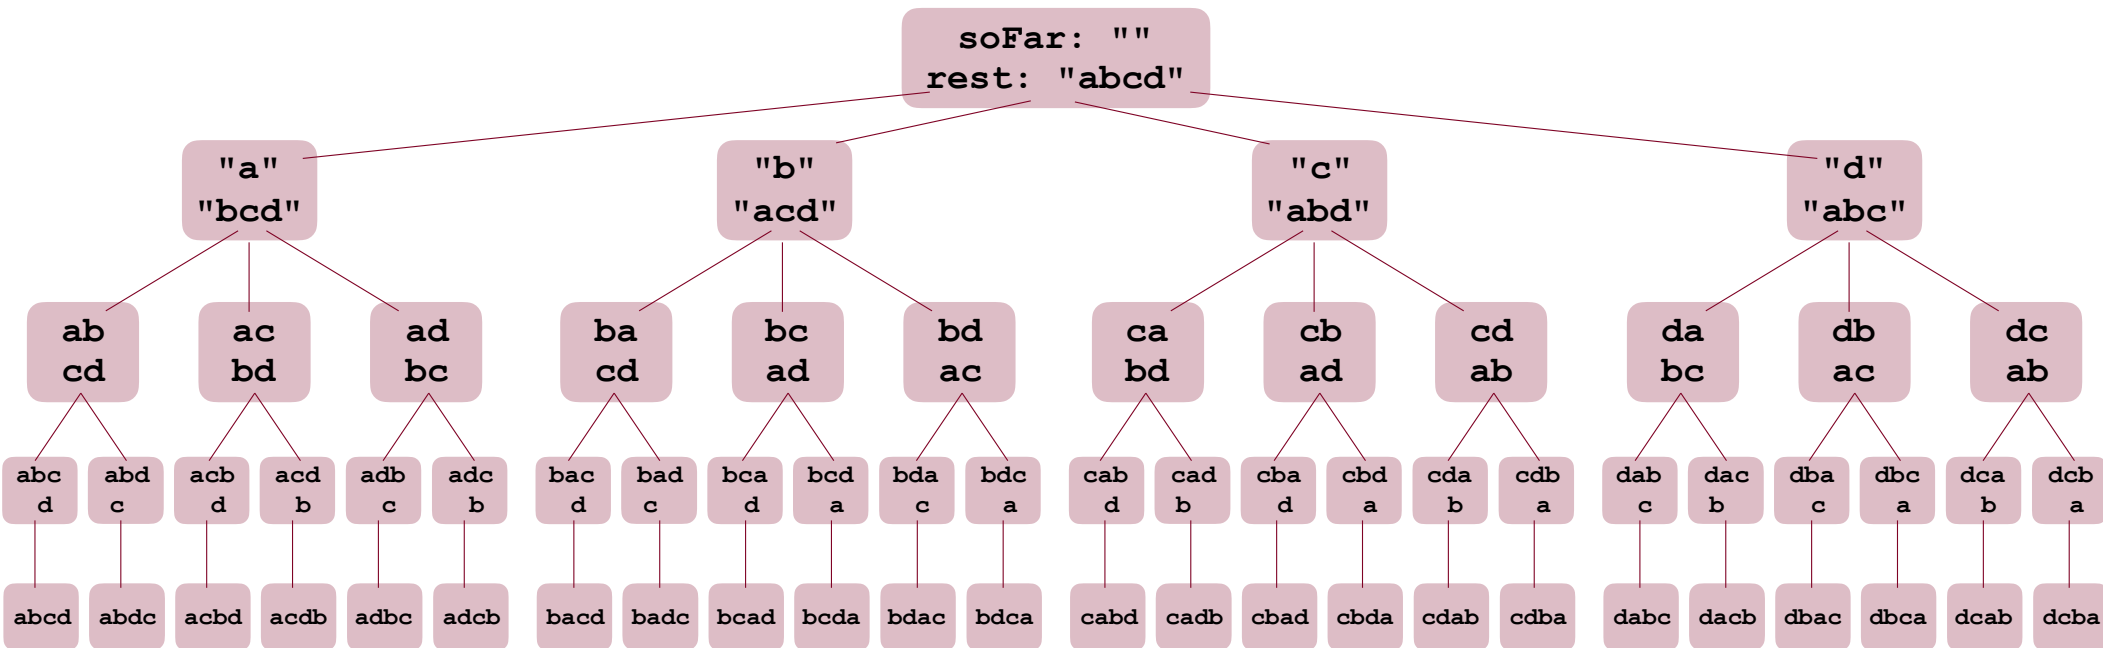 soFar: ""
rest: "abcd"
"a"
"bcd"
"b"
"acd"
"c"
"abd"
"d"
"abc"
ab
cd
ac
bd
ad
bc
ba
cd
bc
ad
bd
ac
ca
bd
cb
ad
cd
ab
da
bc
db
ac
dc
ab
abc
d
abd
c
acb
d
acd
b
adb
c
adc
b
bac
d
bad
c
bca
d
bcd
a
bda
c
bdc
a
cab
d
cad
b
cba
d
cbd
a
cda
b
cdb
a
dab
c
dac
b
dba
c
dbc
a
dca
b
dcb
a
abcd
abdc
acbd
acdb
adbc
adcb
bacd
badc
bcad
bcda
bdac
bdca
cabd
cadb
cbad
cbda
cdab
cdba
dabc
dacb
dbac
dbca
dcab
dcba